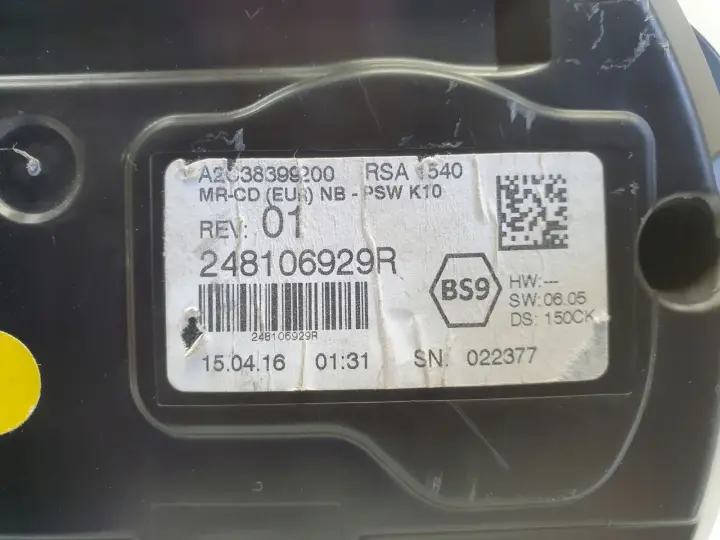 A2C38399200 RSA 1540
MR-CD (EUR) NB - PSW K10
REV: 01
248106929R
248106929R
BS9
HW:---
SW: 06.05
DS: 150CK
15.04.16 01:31 SN: 022377